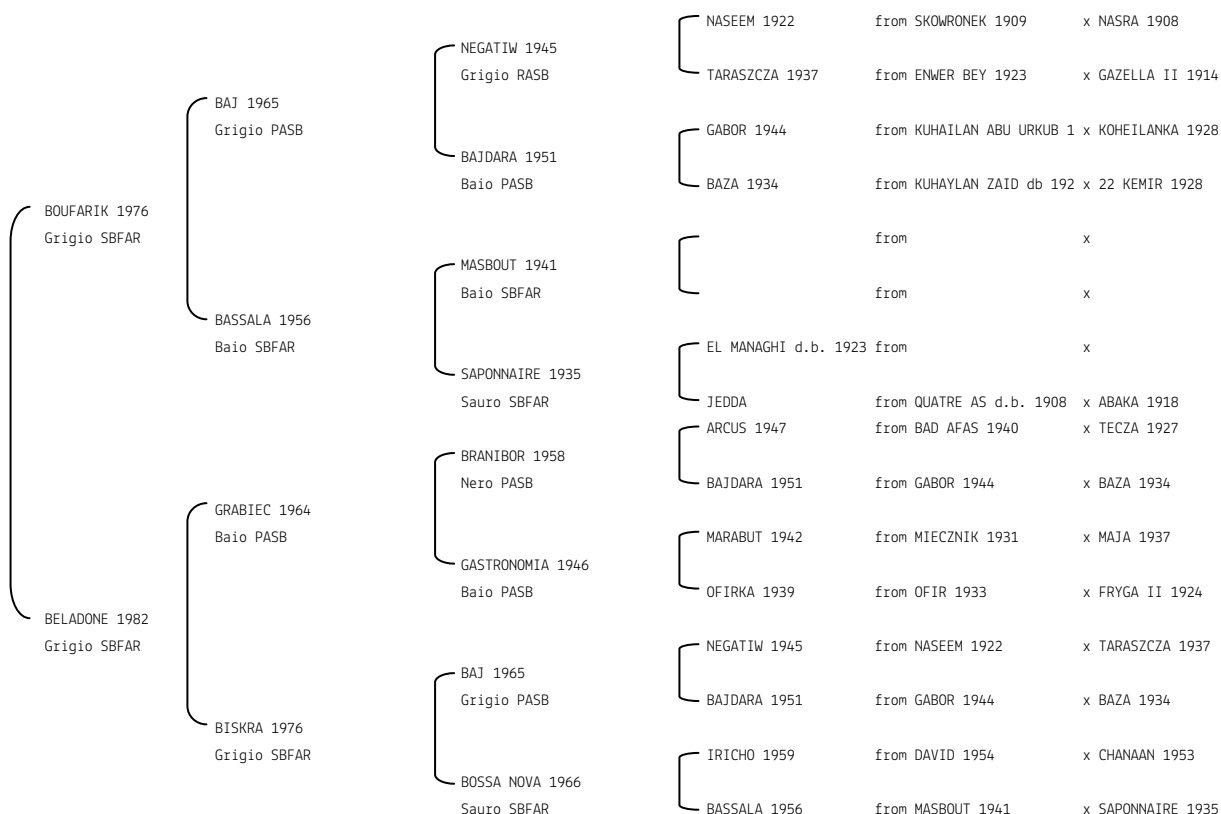 NASEEM 1922 from SKOWRONEK 1909 x NASRA 1908
NEGATIW 1945
Grigio RASB TARASZCZA 1937 from ENWER BEY 1923 x GAZELLA II 1914
BAJ 1965
Grigio PASB GABOR 1944 from KUHAILAN ABU URKUB 1 x KOHEILANKA 1928
BAJDARA 1951
Baio PASB BAZA 1934 from KUHAYLAN ZAID db 192 x 22 KEMIR 1928
BOUFARIK 1976
Grigio SBFAR from x
MASBOUT 1941
Baio SBFAR from x
BASSALA 1956
Baio SBFAR EL MANAGHI d.b. 1923 from x
SAPONNAIRE 1935
Sauro SBFAR JEDDA from QUATRE AS d.b. 1908 x ABAKA 1918
ARCUS 1947 from BAD AFAS 1940 x TECZA 1927
BRANIBOR 1958
Nero PASB BAJDARA 1951 from GABOR 1944 x BAZA 1934
GRABIEC 1964
Baio PASB MARABUT 1942 from MIECZNIK 1931 x MAJA 1937
GASTRONOMIA 1946
Baio PASB OFIRKA 1939 from OFIR 1933 x FRYGA II 1924
BELADONE 1982
Grigio SBFAR NEGATIW 1945 from NASEEM 1922 x TARASZCZA 1937
BAJ 1965
Grigio PASB BAJDARA 1951 from GABOR 1944 x BAZA 1934
BISKRA 1976
Grigio SBFAR IRICHO 1959 from DAVID 1954 x CHANAAN 1953
BOSSA NOVA 1966
Sauro SBFAR BASSALA 1956 from MASBOUT 1941 x SAPONNAIRE 1935